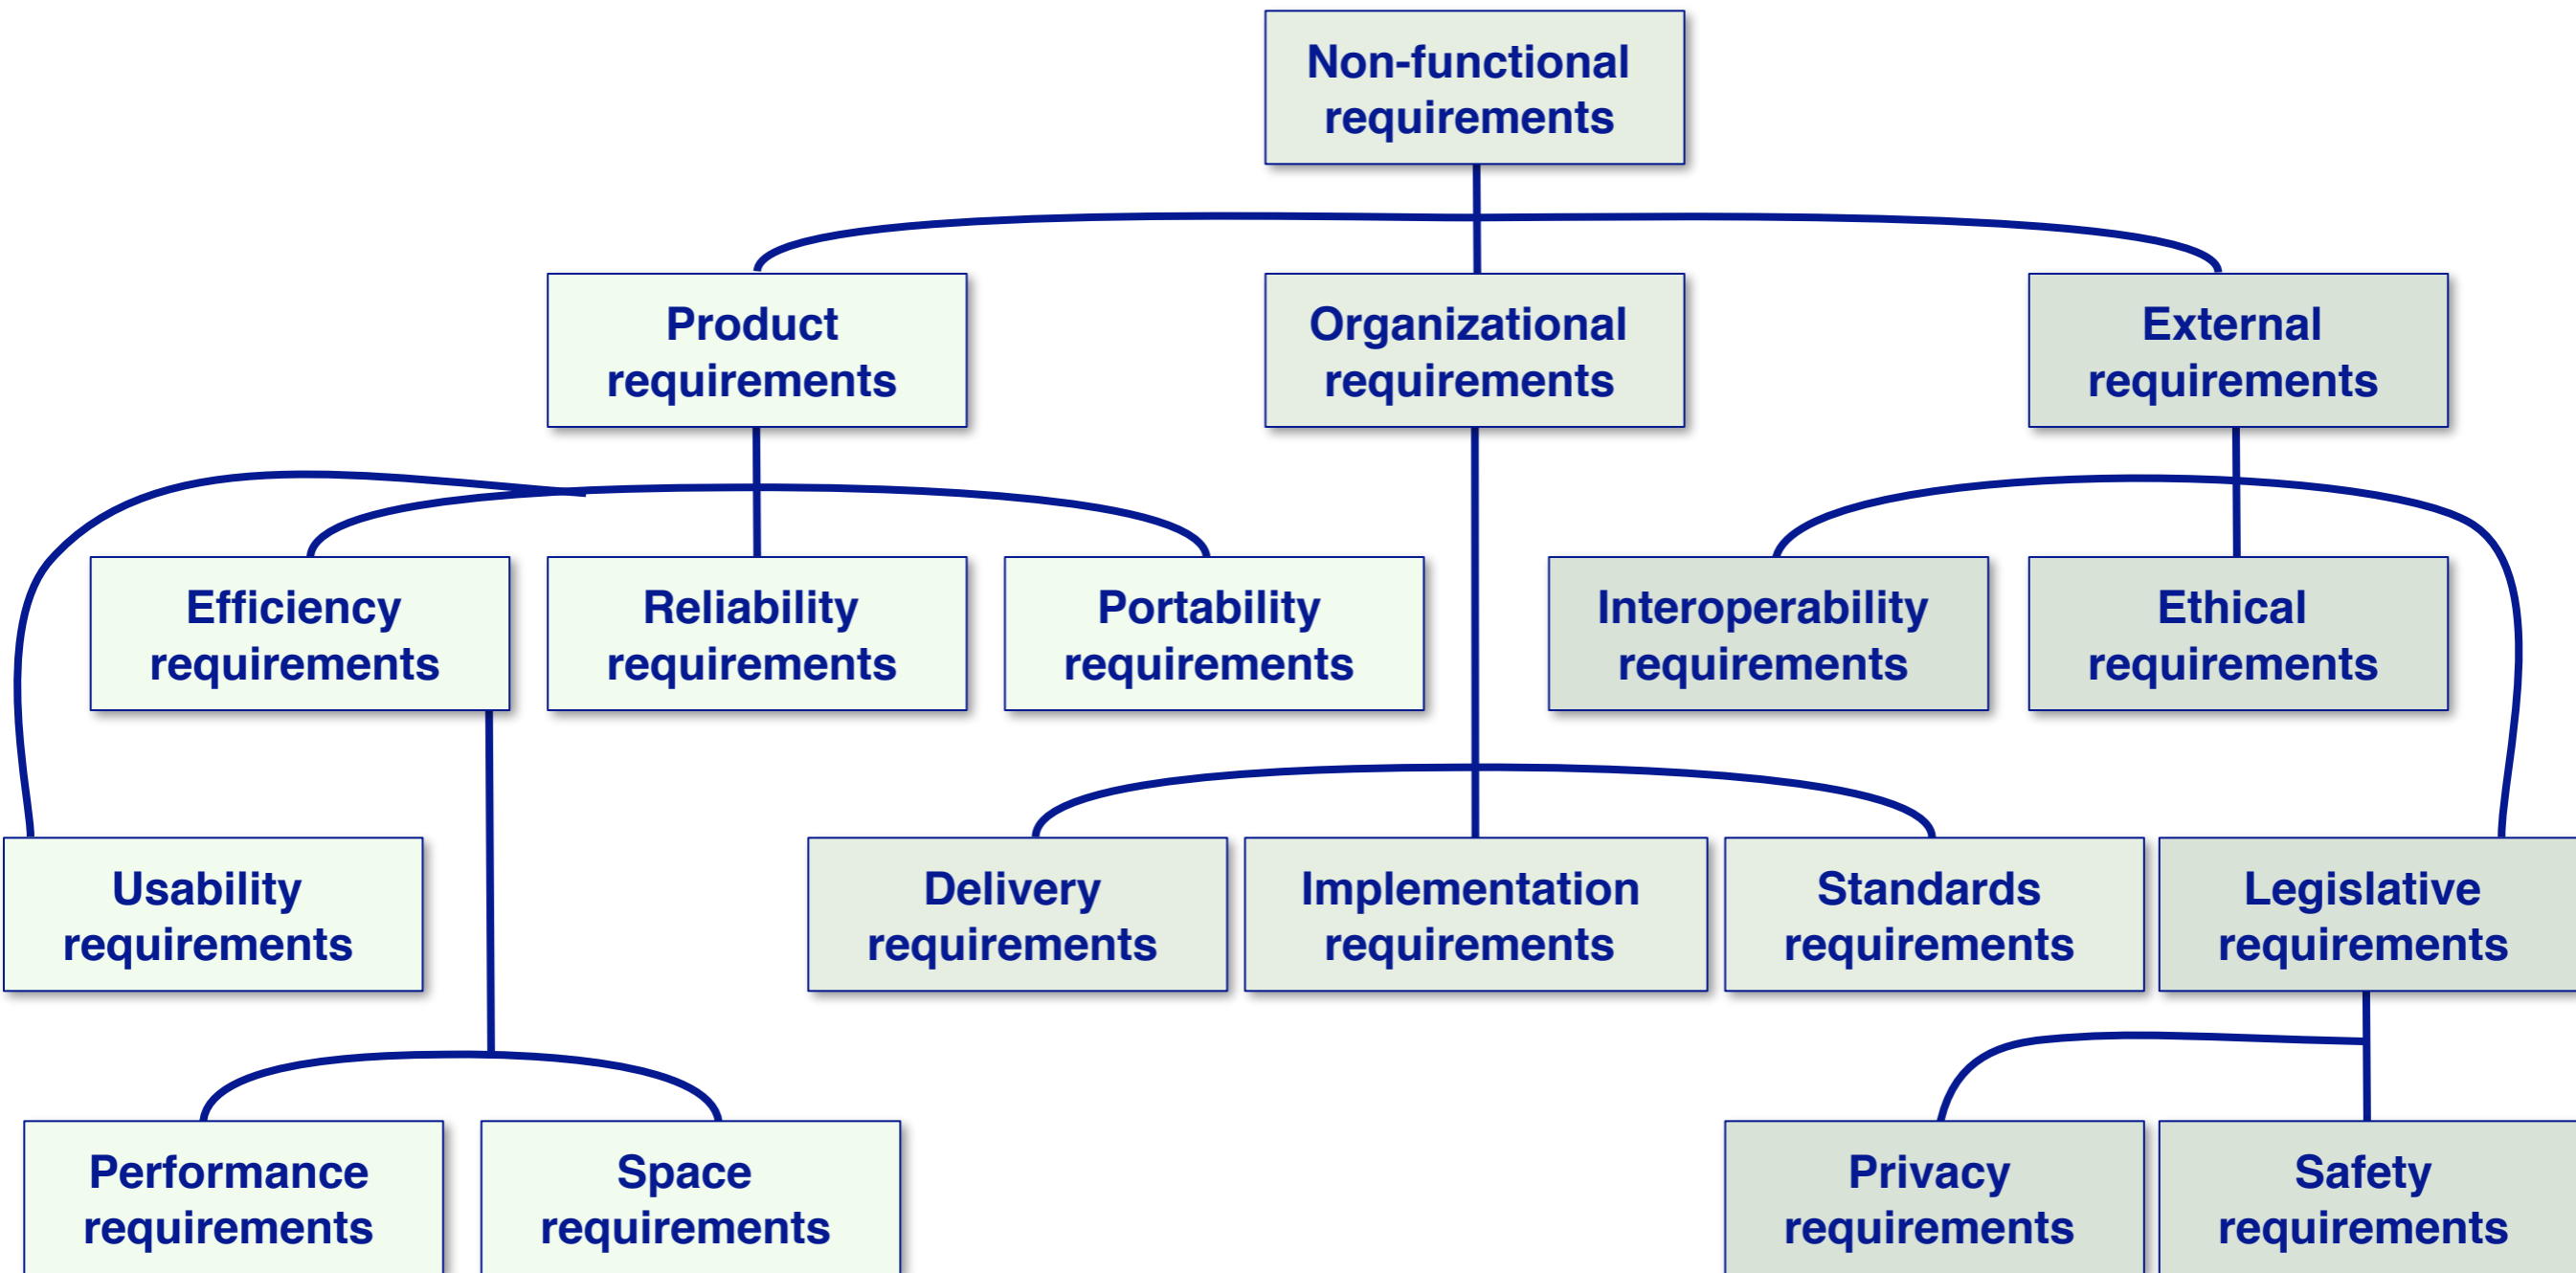 Non-functional
requirements
Product
requirements
Organizational
requirements
External
requirements
Efficiency
requirements
Reliability
requirements
Portability
requirements
Interoperability
requirements
Ethical
requirements
Usability
requirements
Delivery
requirements
Implementation
requirements
Standards
requirements
Legislative
requirements
Performance
requirements
Space
requirements
Privacy
requirements
Safety
requirements